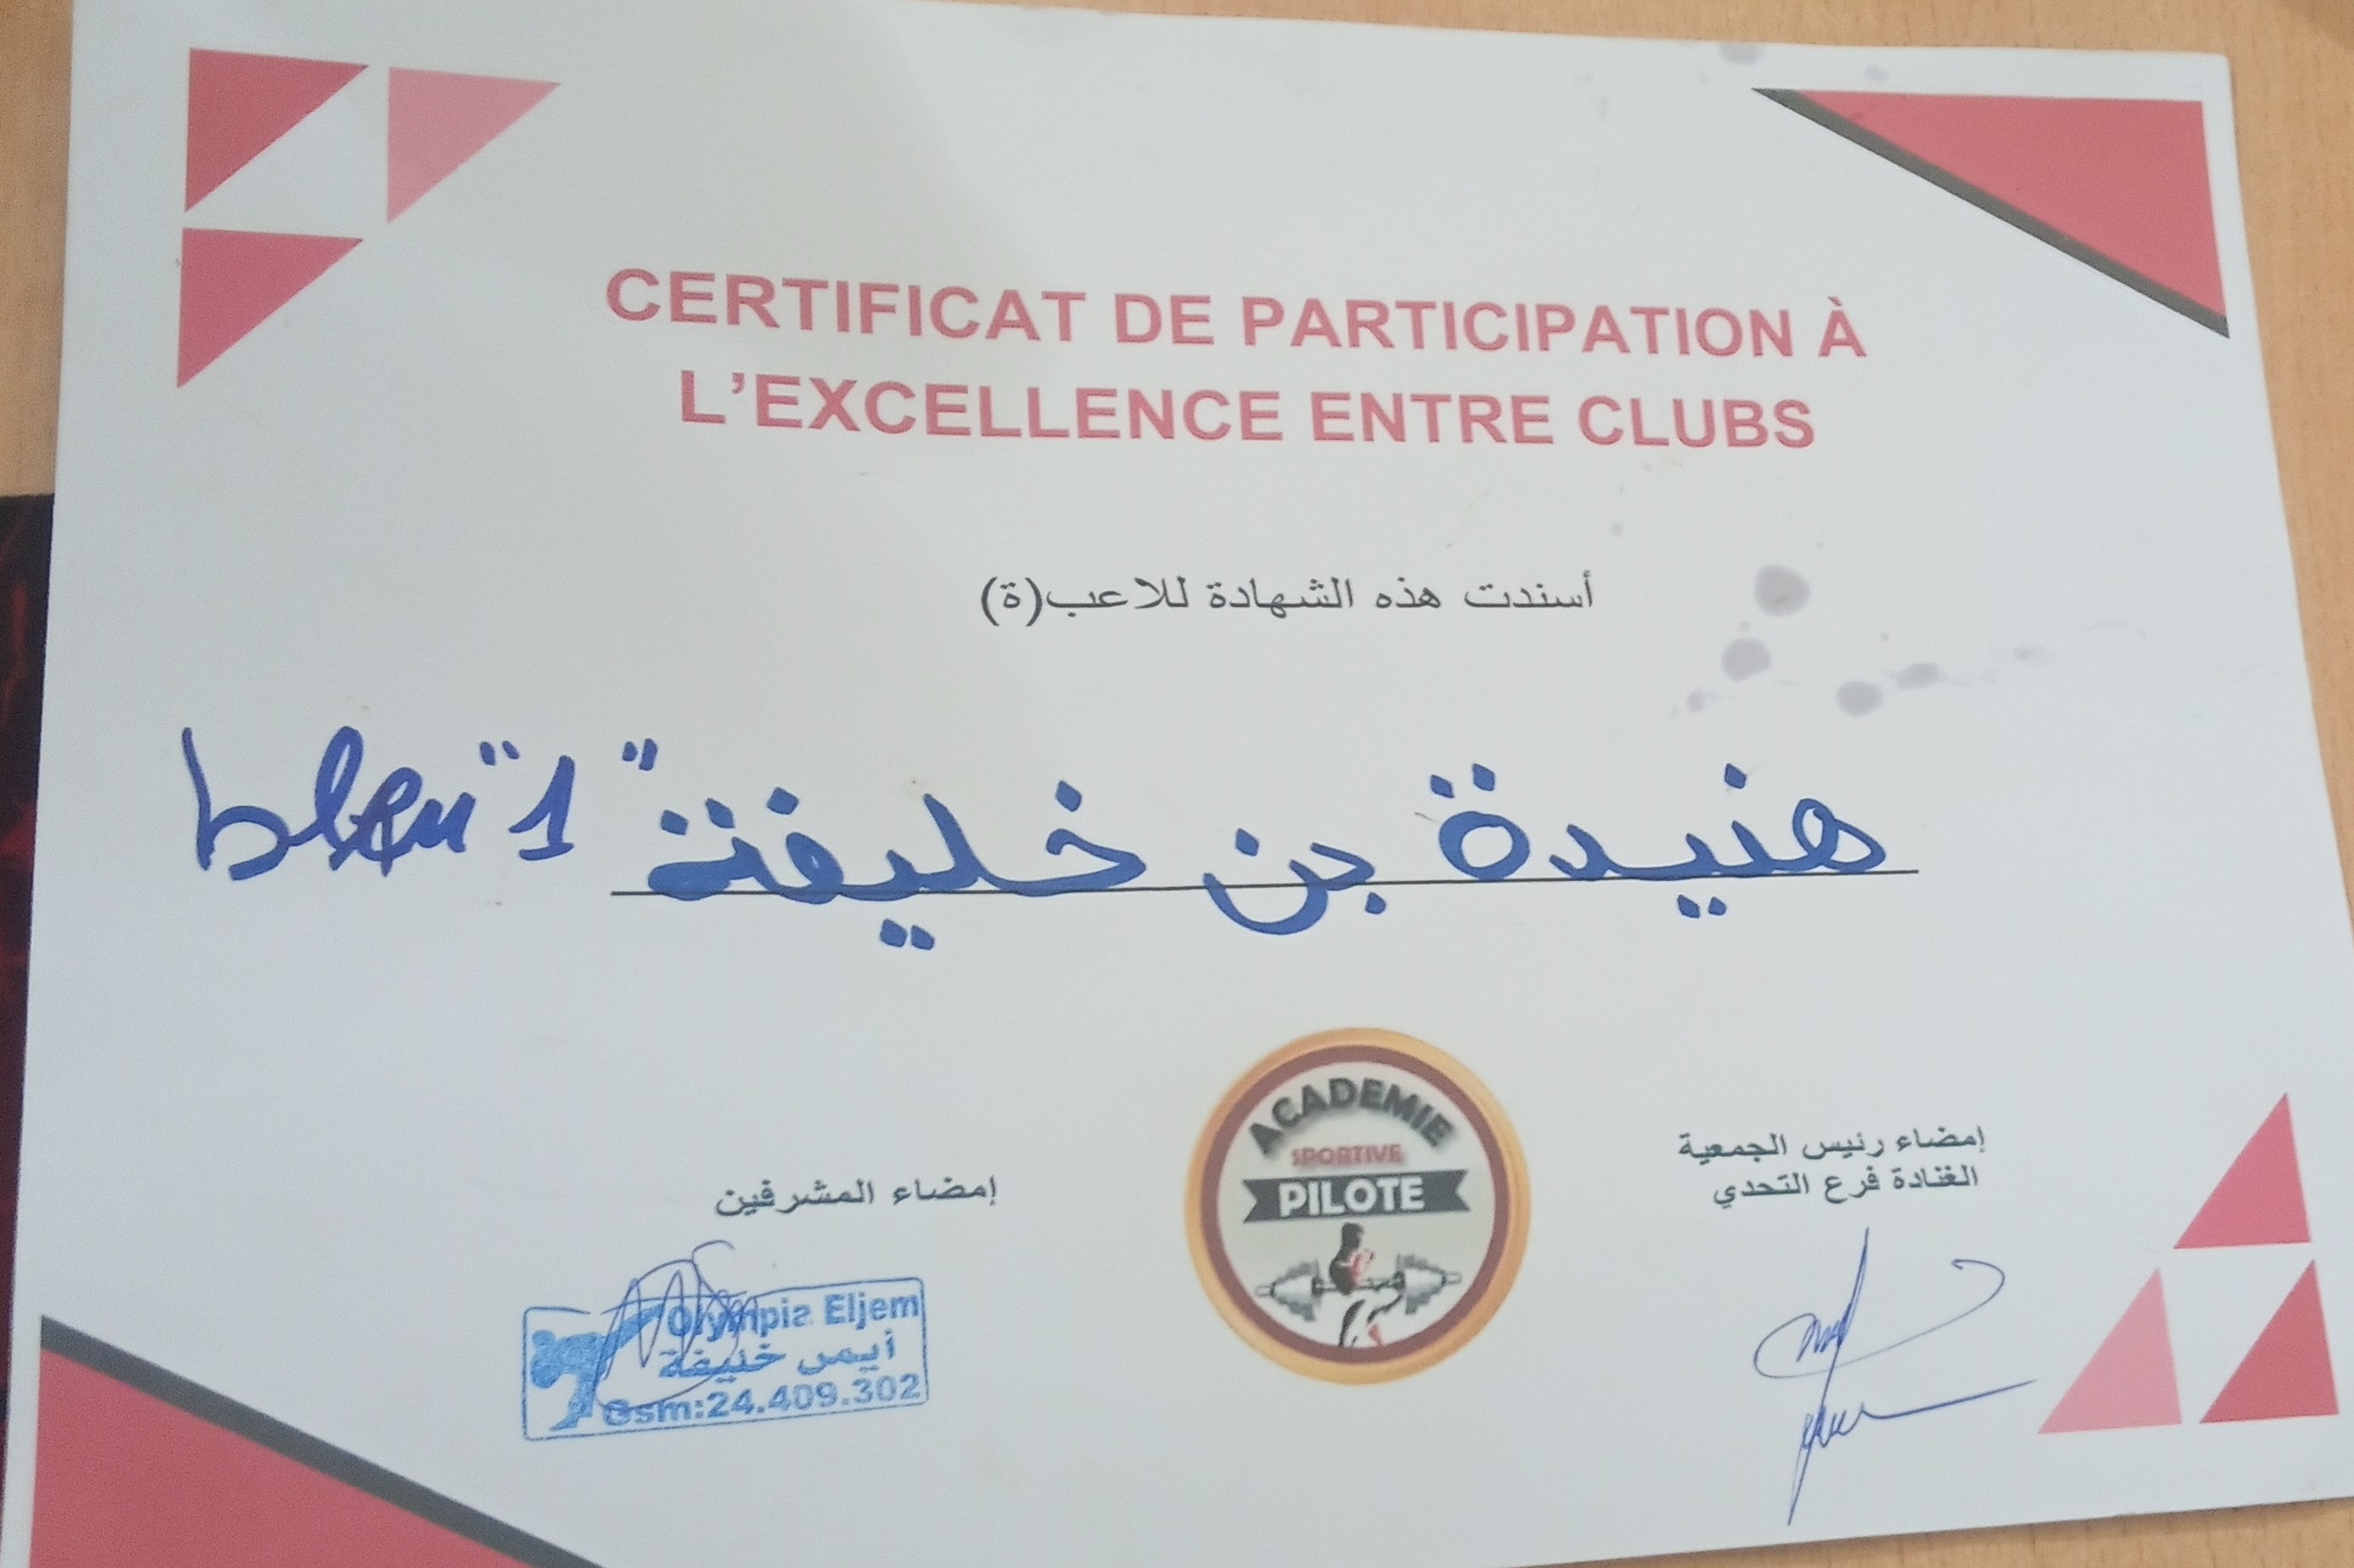 CERTIFICAT DE PARTICIPATION À
L'EXCELLENCE ENTRE CLUBS
أسندت هذه الشهادة للاعب(ة)
هنيدة بن خليفة "1" bleu
ACADEMIE
SPORTIVE
PILOTE
إمضاء رئيس الجمعية
الغنادة فرع التحدي
إمضاء المشرفين
Olympia Eljem
أيمن خليفة
Gsm:24.409.302